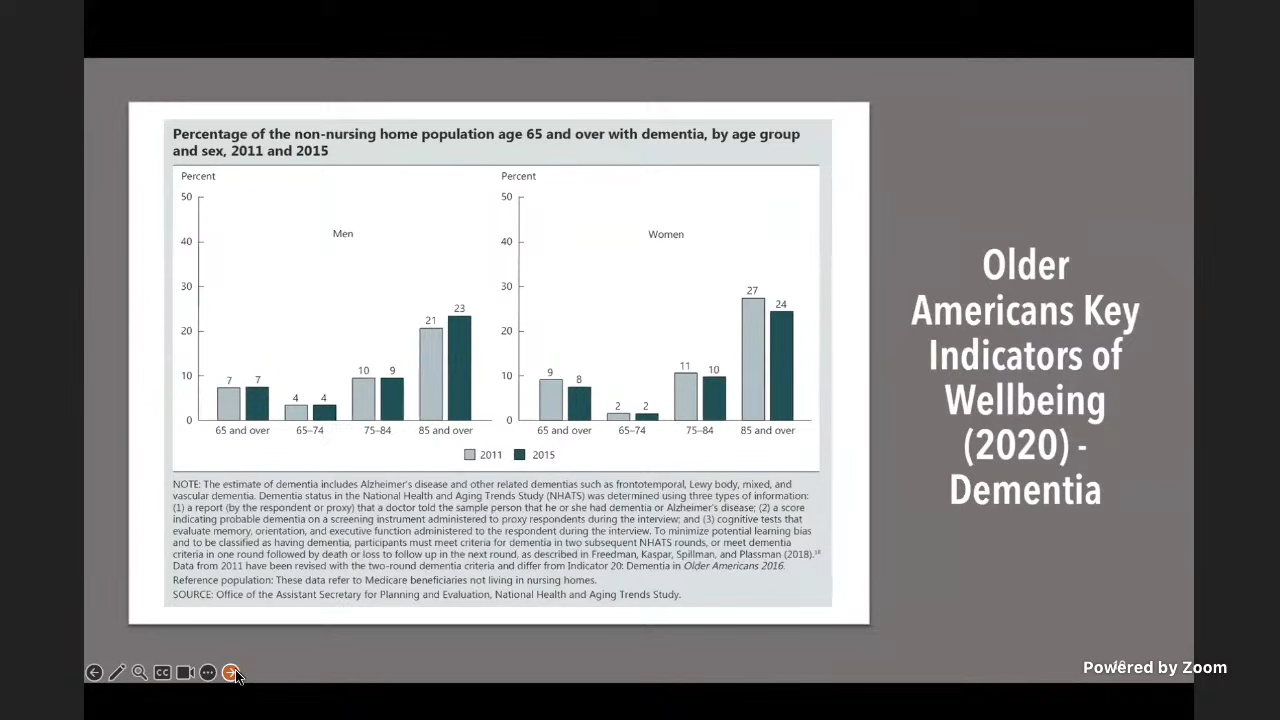 Percentage of the non-nursing home population age 65 and over with dementia, by age group
and sex, 2011 and 2015
Percent
50
40
30
20
10
0
Men
7
7
4
4
10
9
21
23
65 and over
65–74
75–84
85 and over
Percent
50
40
30
20
10
0
Women
9
8
2
2
11
10
27
24
65 and over
65–74
75–84
85 and over
2011
2015
NOTE: The estimate of dementia includes Alzheimer's disease and other related dementias such as frontotemporal, Lewy body, mixed, and
vascular dementia. Dementia status in the National Health and Aging Trends Study (NHATS) was determined using three types of information:
(1) a report (by the respondent or proxy) that a doctor told the sample person that he or she had dementia or Alzheimer's disease; (2) a score
indicating probable dementia on a screening instrument administered to proxy respondents during the interview; and (3) cognitive tests that
evaluate memory, orientation, and executive function administered to the respondent during the interview. To minimize potential learning bias
and to be classified as having dementia, participants must meet criteria for dementia in two subsequent NHATS rounds, or meet dementia
criteria in one round followed by death or loss to follow up in the next round, as described in Freedman, Kaspar, Spillman, and Plassman (2018).
Data from 2011 have been revised with the two-round dementia criteria and differ from Indicator 20: Dementia in Older Americans 2016.
Reference population: These data refer to Medicare beneficiaries not living in nursing homes.
SOURCE: Office of the Assistant Secretary for Planning and Evaluation, National Health and Aging Trends Study.
Older
Americans Key
Indicators of
Wellbeing
(2020) -
Dementia
CC
Powered by Zoom